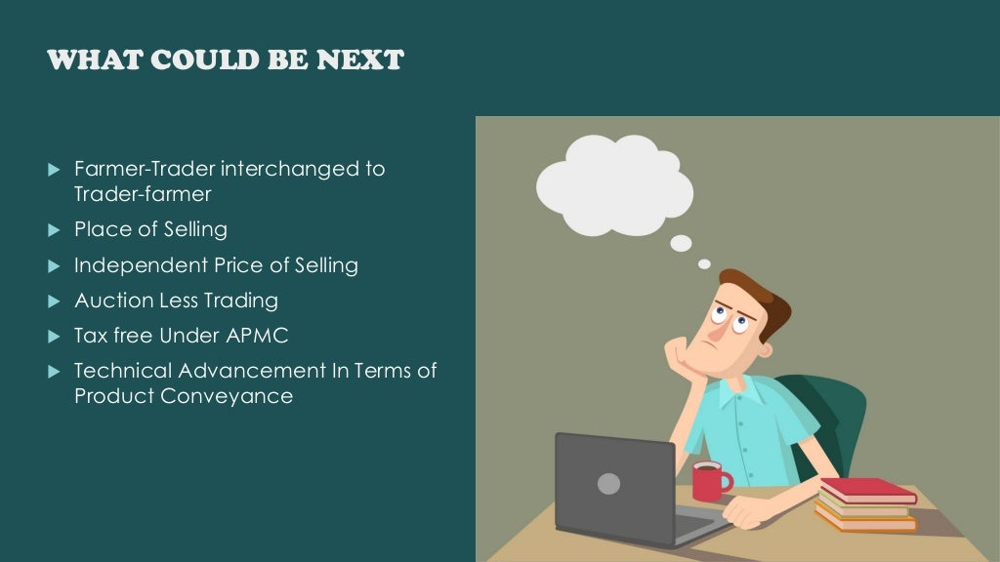 WHAT COULD BE NEXT
Farmer-Trader interchanged to
Trader-farmer
Place of Selling
Independent Price of Selling
Auction Less Trading
Tax free Under APMC
Technical Advancement In Terms of
Product Conveyance